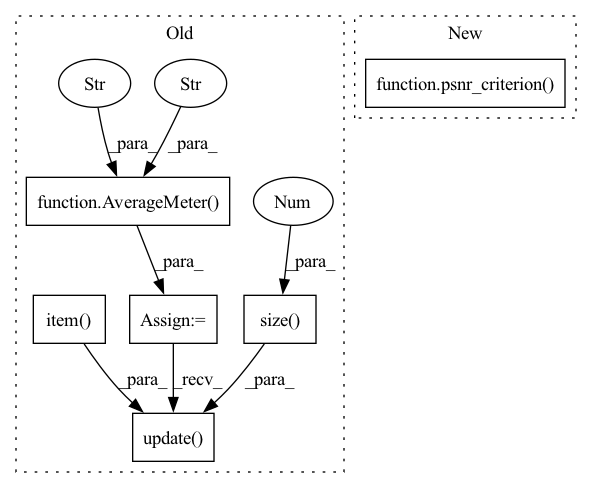 Old
New
Str
Str
function.psnr_criterion()
_para_
_para_
function.AverageMeter()
Num
_para_
_para_
item()
Assign:=
size()
_para_
_recv_
_para_
update()